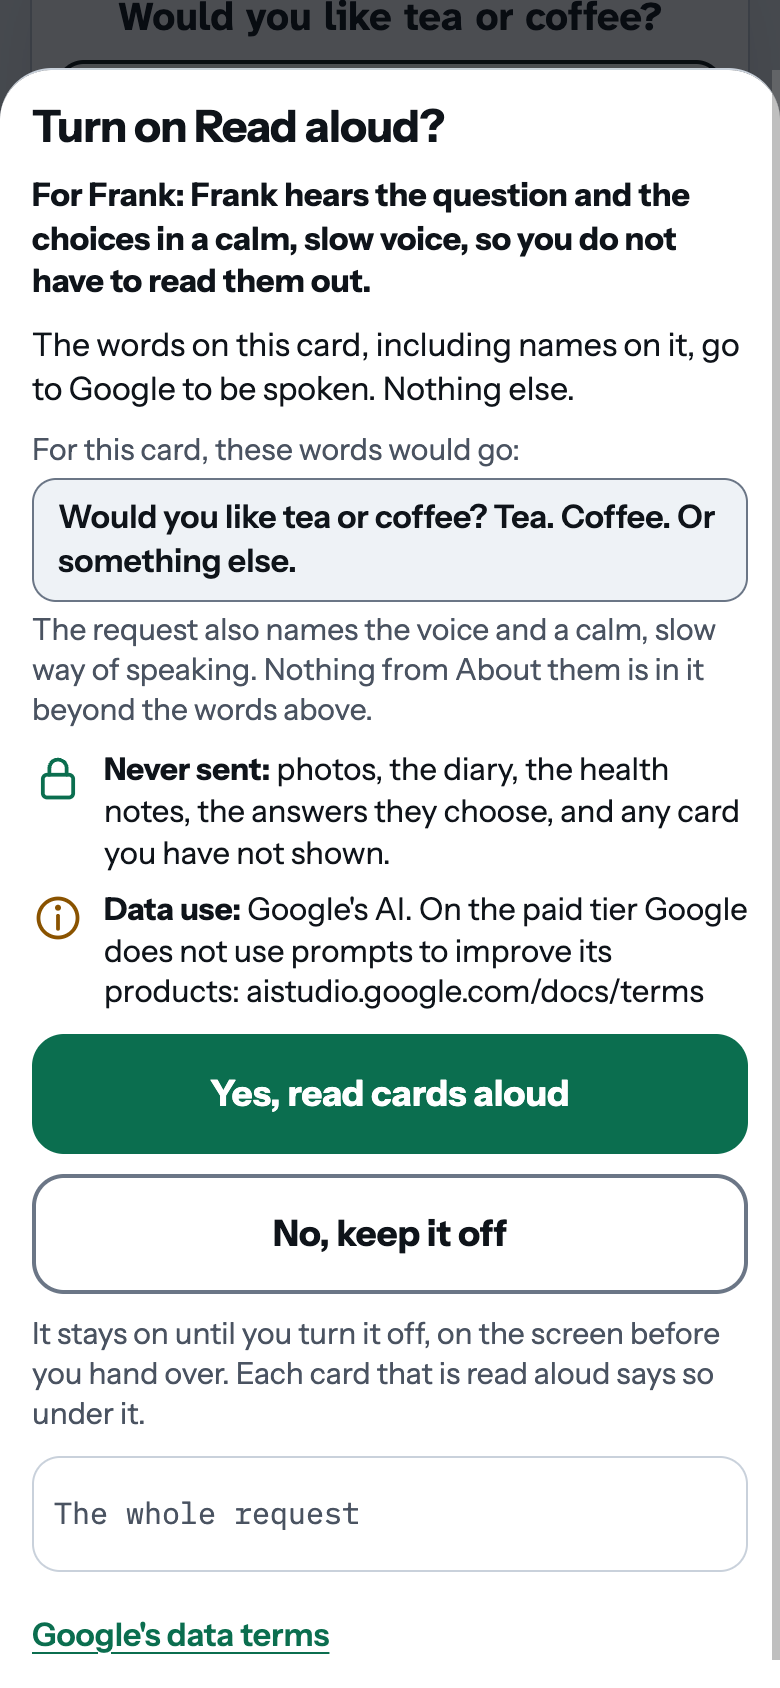 Would you like tea or coffee?
Turn on Read aloud?
For Frank: Frank hears the question and the
choices in a calm, slow voice, so you do not
have to read them out.
The words on this card, including names on it, go
to Google to be spoken. Nothing else.
For this card, these words would go:
Would you like tea or coffee? Tea. Coffee. Or
something else.
The request also names the voice and a calm, slow
way of speaking. Nothing from About them is in it
beyond the words above.
Never sent: photos, the diary, the health
notes, the answers they choose, and any card
you have not shown.
Data use: Google's AI. On the paid tier Google
does not use prompts to improve its
products: aistudio.google.com/docs/terms
Yes, read cards aloud
No, keep it off
It stays on until you turn it off, on the screen before
you hand over. Each card that is read aloud says so
under it.
The whole request
Google's data terms